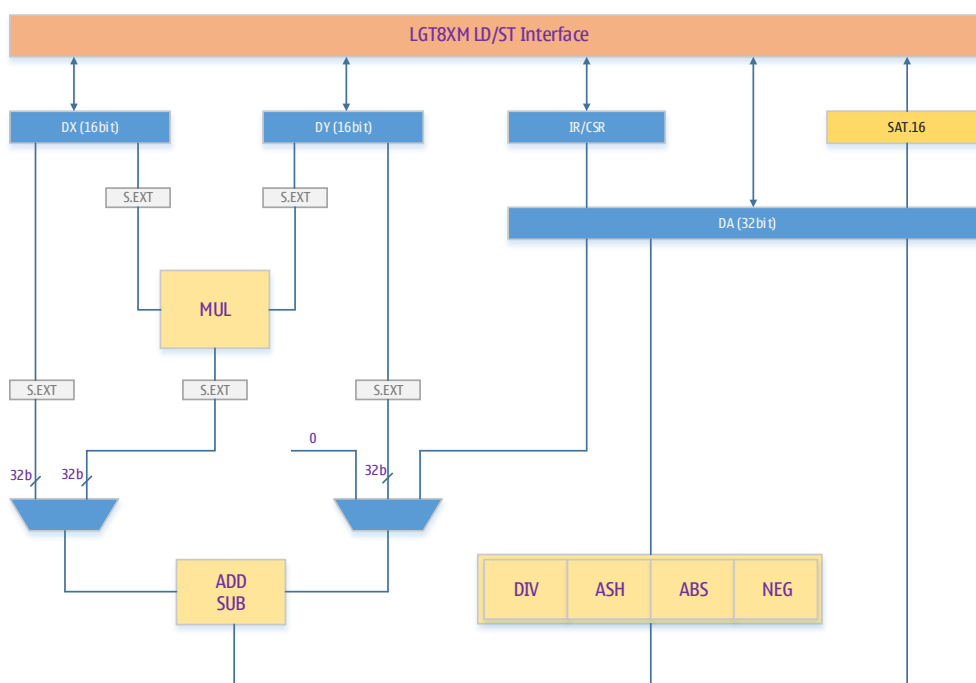 LGT8XM LD/ST Interface
DX (16bit)
DY (16bit)
IR/CSR
SAT.16
S.EXT
S.EXT
DA (32bit)
MUL
S.EXT
S.EXT
S.EXT
0
32b
32b
32b
ADD
SUB
DIV
ASH
ABS
NEG